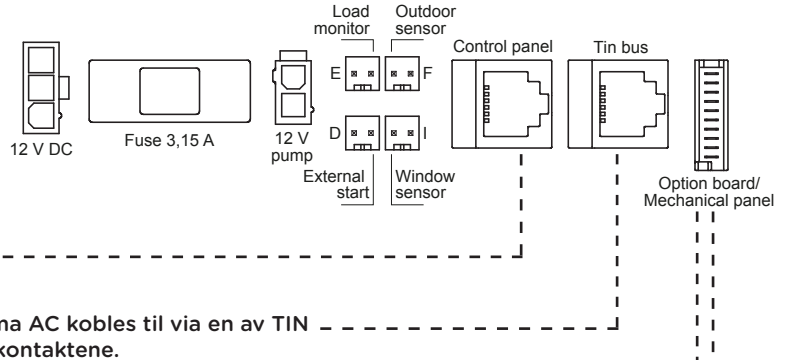 Load monitor
Outdoor sensor
Control panel
Tin bus
E
F
12 V DC
Fuse 3,15 A
12 V pump
D
I
External start
Window sensor
Option board/
Mechanical panel
AC kobles til via en av TIN
kontaktene.